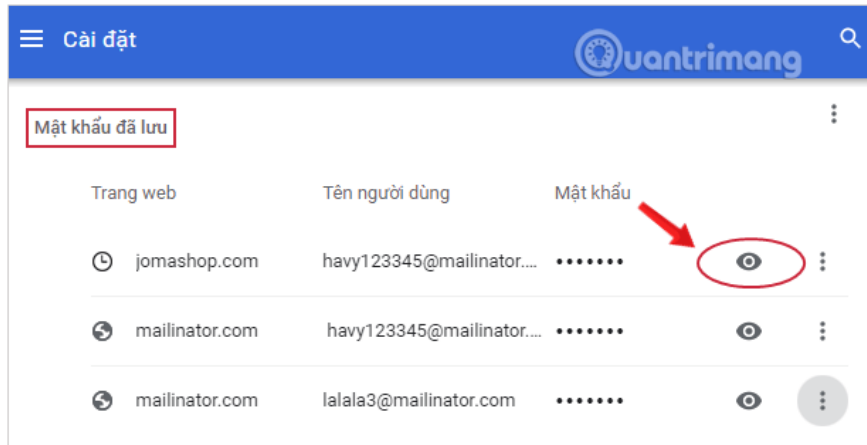 Cài đặt
Quantrimang
Mật khẩu đã lưu
Trang web Tên người dùng Mật khẩu
jomashop.com havy123345@mailinator.... •••••••
mailinator.com havy123345@mailinator.... •••••••
mailinator.com lalala3@mailinator.com •••••••